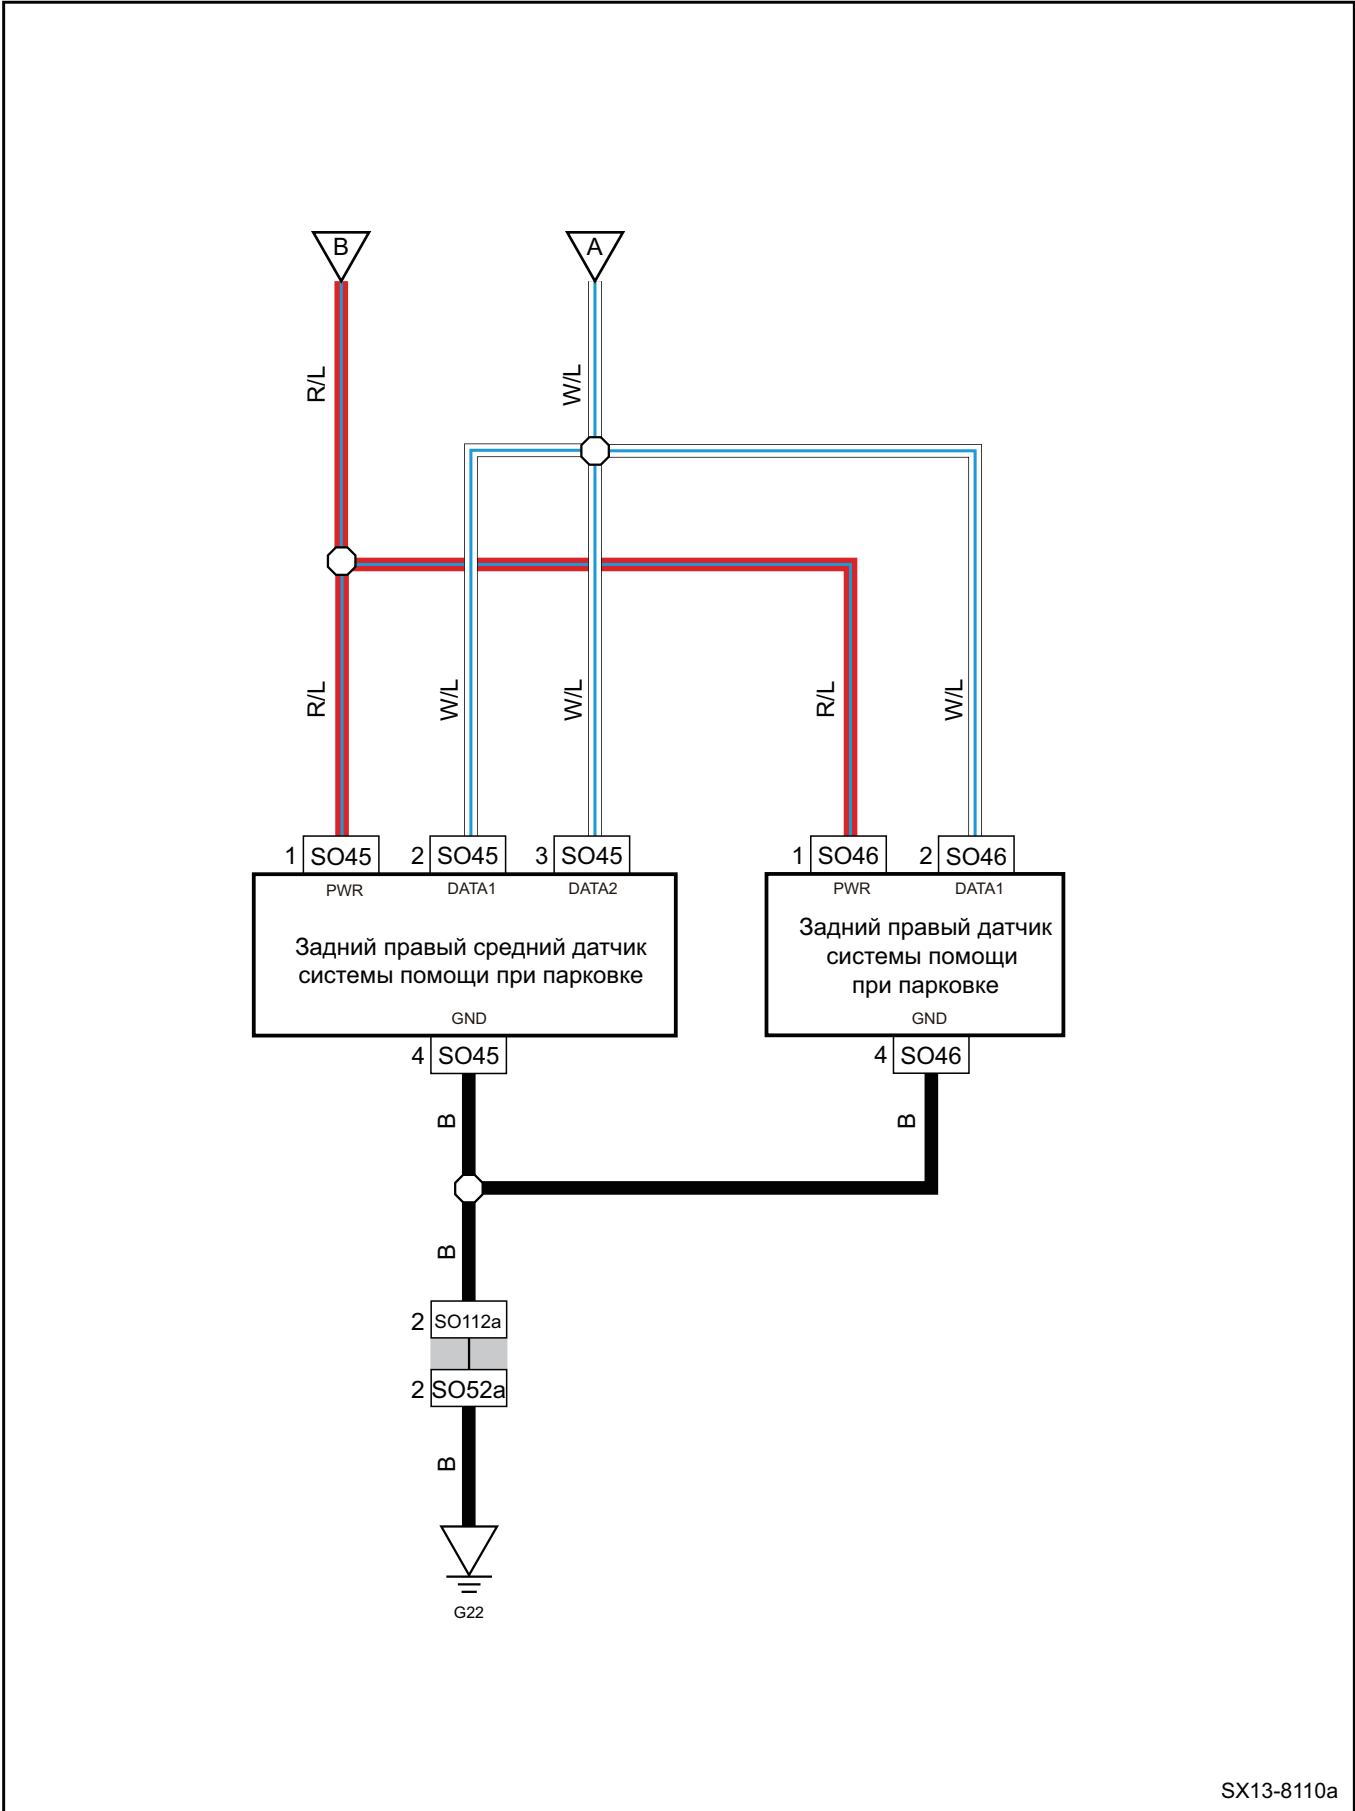 B
A
R/L
W/L
R/L
W/L
W/L
R/L
W/L
1 SO45
2 SO45
3 SO45
1 SO46
2 SO46
PWR
DATA1
DATA2
PWR
DATA1
Задний правый средний датчик
системы помощи при парковке
Задний правый датчик
системы помощи
при парковке
GND
GND
4 SO45
4 SO46
B
B
B
2 SO112a
2 SO52a
B
G22
SX13-8110a